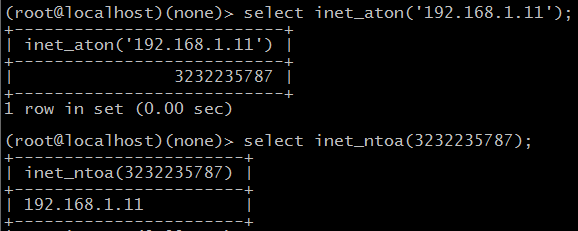 (root@localhost)(none)> select inet_aton('192.168.1.11');
+---------------------------+
| inet_aton('192.168.1.11') |
+---------------------------+
|                3232235787 |
+---------------------------+
1 row in set (0.00 sec)
(root@localhost)(none)> select inet_ntoa(3232235787);
+-----------------------+
| inet_ntoa(3232235787) |
+-----------------------+
| 192.168.1.11          |
+-----------------------+